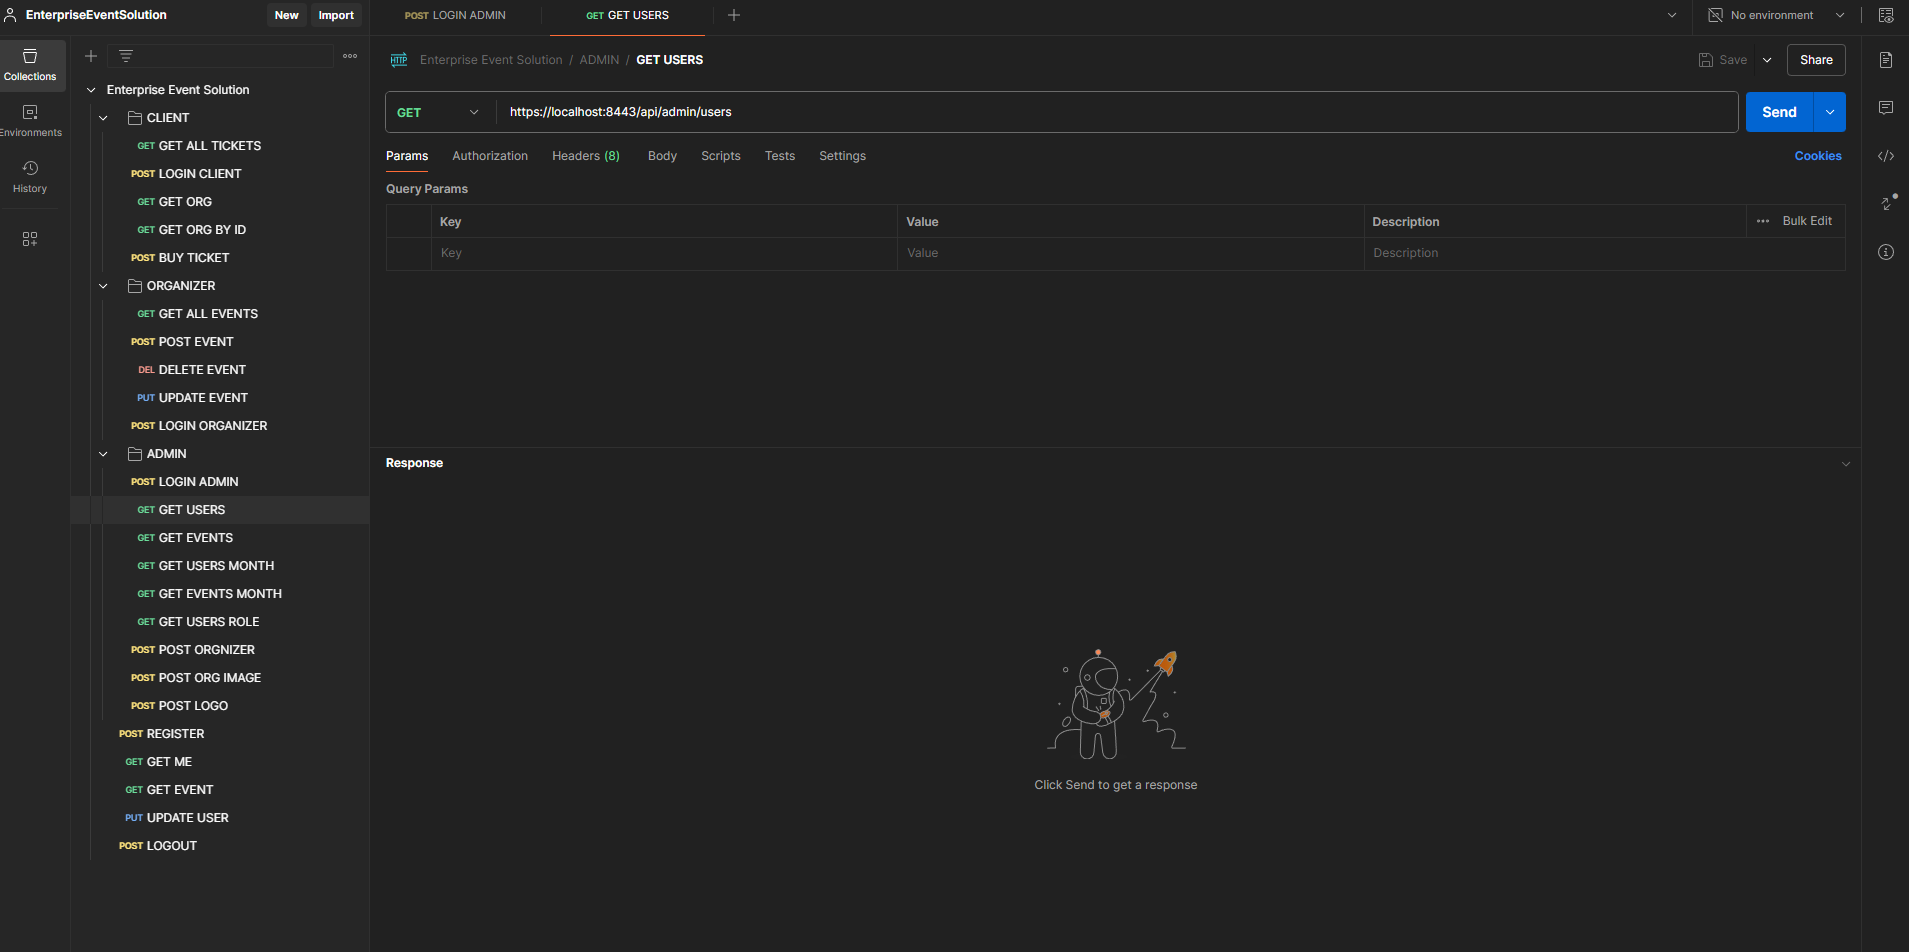 EnterpriseEventSolution
New
Import
POST LOGIN ADMIN
GET GET USERS
No environment
Collections
Environments
History
Enterprise Event Solution
CLIENT
GET GET ALL TICKETS
POST LOGIN CLIENT
GET GET ORG
GET GET ORG BY ID
POST BUY TICKET
ORGANIZER
GET GET ALL EVENTS
POST POST EVENT
DEL DELETE EVENT
PUT UPDATE EVENT
POST LOGIN ORGANIZER
ADMIN
POST LOGIN ADMIN
GET GET USERS
GET GET EVENTS
GET GET USERS MONTH
GET GET EVENTS MONTH
GET GET USERS ROLE
POST POST ORGNIZER
POST POST ORG IMAGE
POST POST LOGO
POST REGISTER
GET GET ME
GET GET EVENT
PUT UPDATE USER
POST LOGOUT
HTTP Enterprise Event Solution / ADMIN / GET USERS
Save
Share
GET
https://localhost:8443/api/admin/users
Send
Params Authorization Headers (8) Body Scripts Tests Settings
Cookies
Query Params
Key Value Description Bulk Edit
Key Value Description
Response
Click Send to get a response